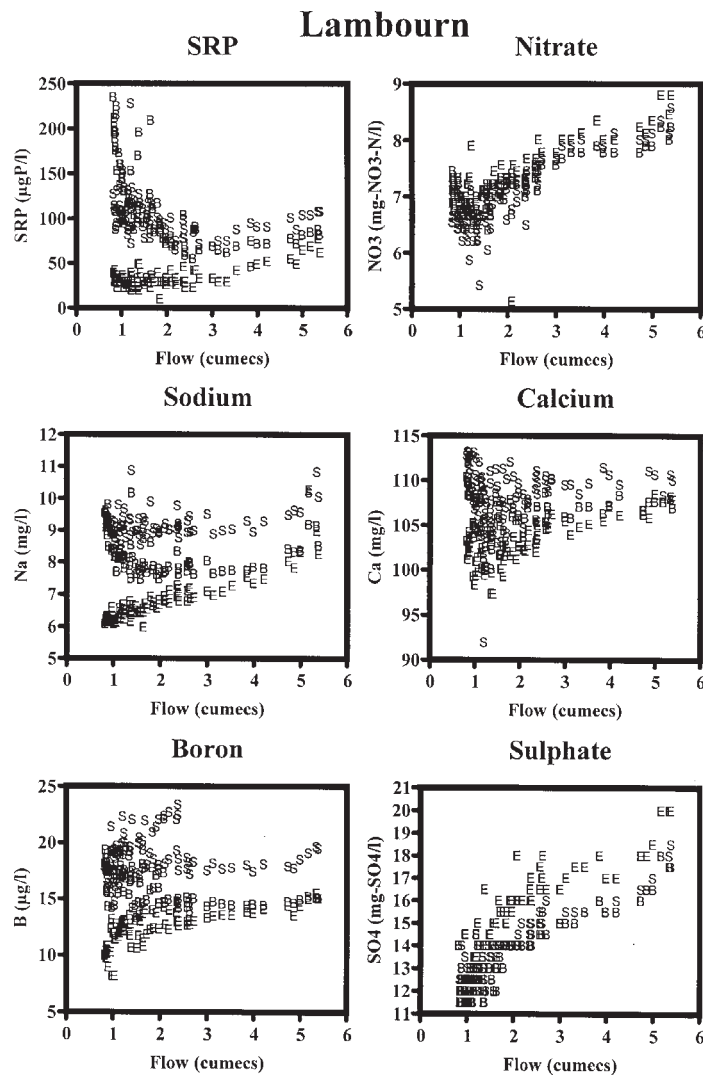 Lambourn
SRP
Nitrate
SRP (µgP/l)
250
200
150
100
50
0
0 1 2 3 4 5 6
Flow (cumecs)
NO3 (mg-NO3-N/l)
9
8
7
6
5
0 1 2 3 4 5 6
Flow (cumecs)
Sodium
Calcium
Na (mg/l)
12
11
10
9
8
7
6
5
0 1 2 3 4 5 6
Flow (cumecs)
Ca (mg/l)
115
110
105
100
95
90
0 1 2 3 4 5 6
Flow (cumecs)
Boron
Sulphate
B (µg/l)
25
20
15
10
5
0 1 2 3 4 5 6
Flow (cumecs)
SO4 (mg-SO4/l)
21
20
19
18
17
16
15
14
13
12
11
0 1 2 3 4 5 6
Flow (cumecs)